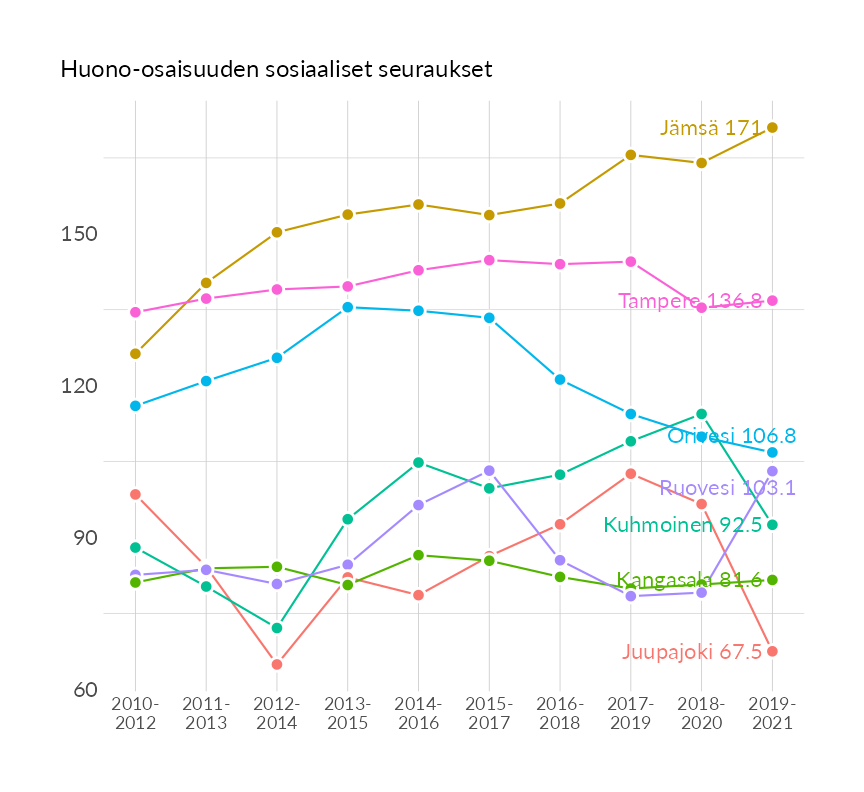 Huono-osaisuuden sosiaaliset seuraukset
Jämsä 171
150
Tampere 136.8
120
Orivesi 106.8
Ruovesi 103.1
Kuhmoinen 92.5
90
Kangasala 81.6
Juupajoki 67.5
60
2010- 2011- 2012- 2013- 2014- 2015- 2016- 2017- 2018- 2019-
2012 2013 2014 2015 2016 2017 2018 2019 2020 2021